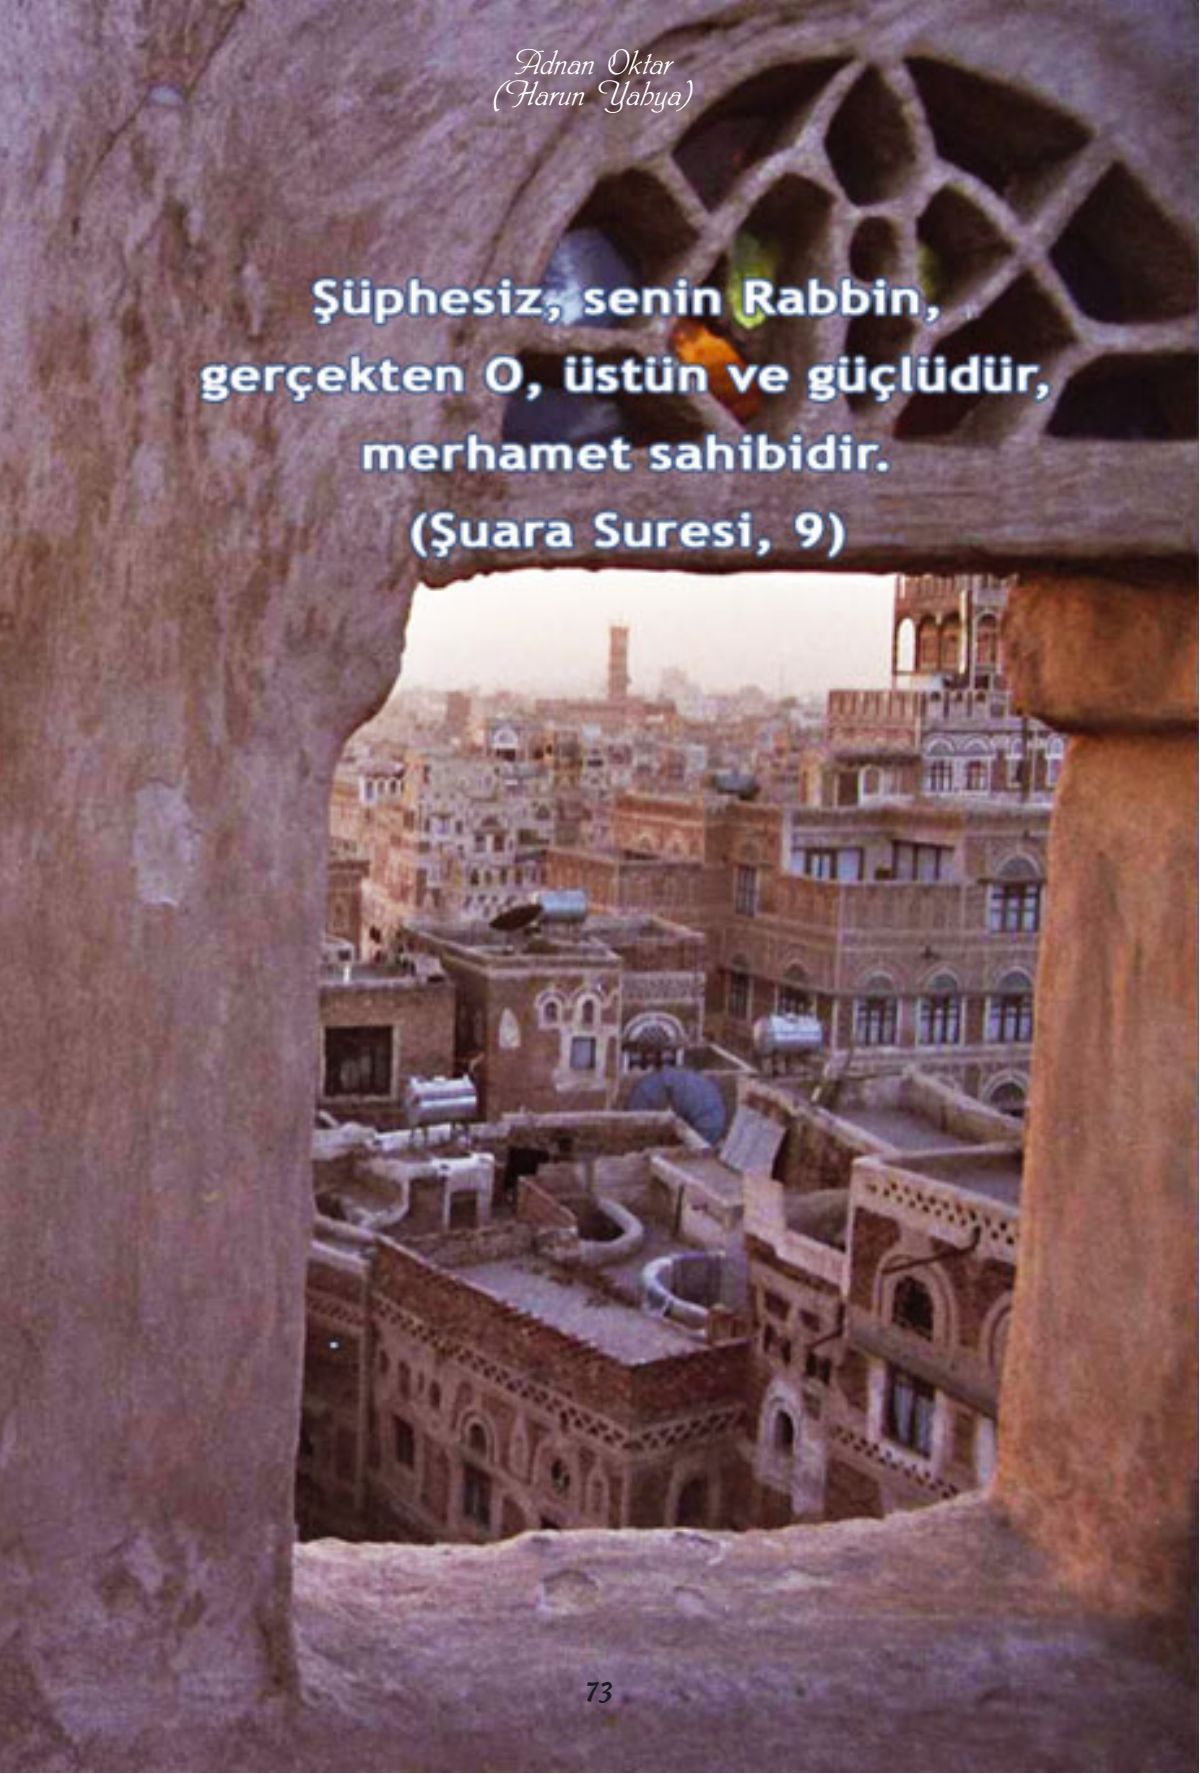 Adnan Oktar
(Harun Yahya)
Şüphesiz, senin Rabbin,
gerçekten O, üstün ve güçlüdür,
merhamet sahibidir.
(Şuara Suresi, 9)
73